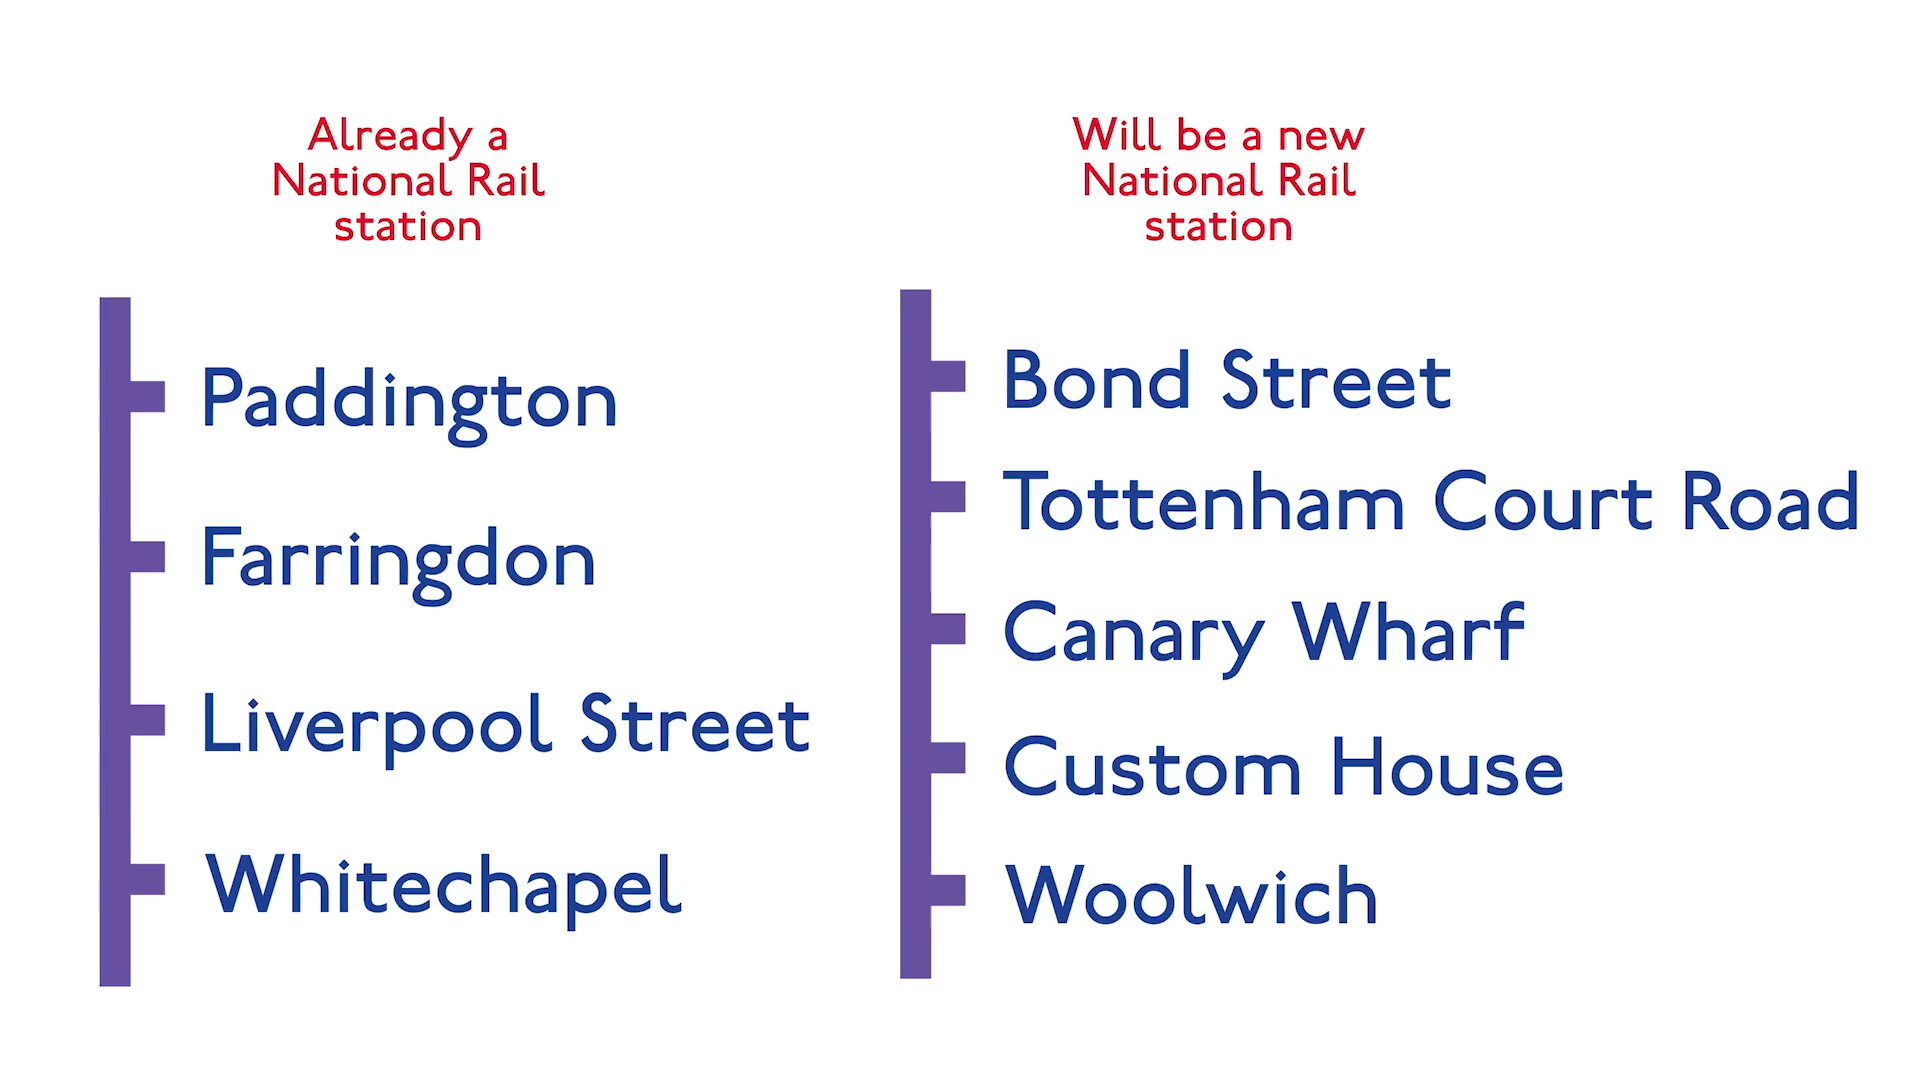 Already a
National Rail
station
Paddington
Farringdon
Liverpool Street
Whitechapel
Will be a new
National Rail
station
Bond Street
Tottenham Court Road
Canary Wharf
Custom House
Woolwich